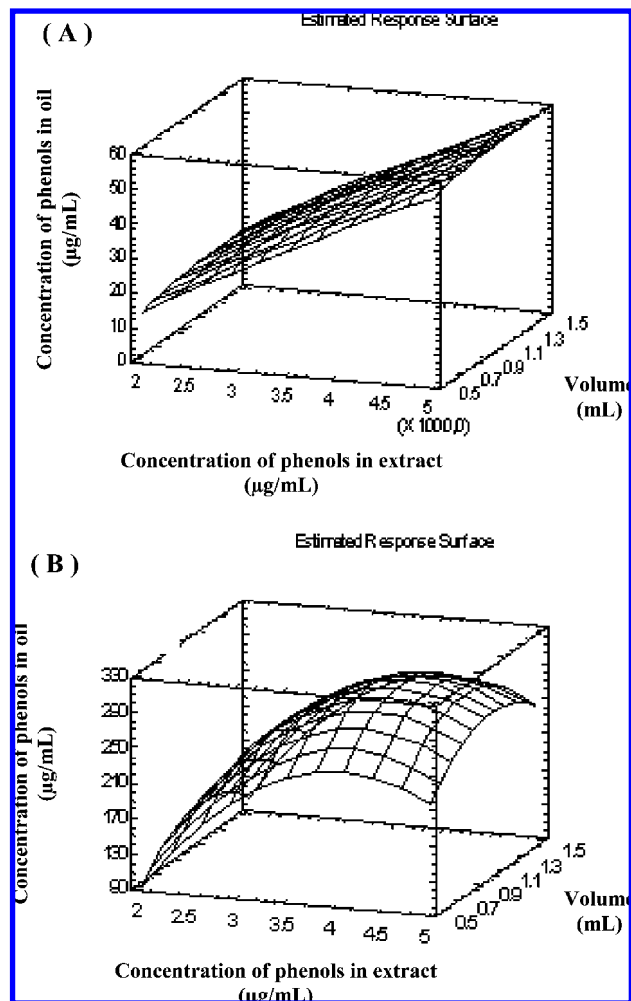 Estimated Response Surface
( A )
Concentration of phenols in oil
(µg/mL)
60
50
40
30
20
10
0
2
2.5
3
3.5
4
4.5
5
(X 1000,0)
0.5
0.7
0.9
1.1
1.3
1.5
Volume
(mL)
Concentration of phenols in extract
(µg/mL)
Estimated Response Surface
( B )
Concentration of phenols in oil
(µg/mL)
330
290
250
210
170
130
90
2
2.5
3
3.5
4
4.5
5
0.5
0.7
0.9
1.1
1.3
1.5
Volume
(mL)
Concentration of phenols in extract
(µg/mL)